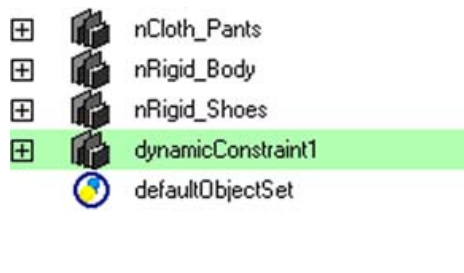 nCloth_Pants
nRigid_Body
nRigid_Shoes
dynamicConstraint1
defaultObjectSet